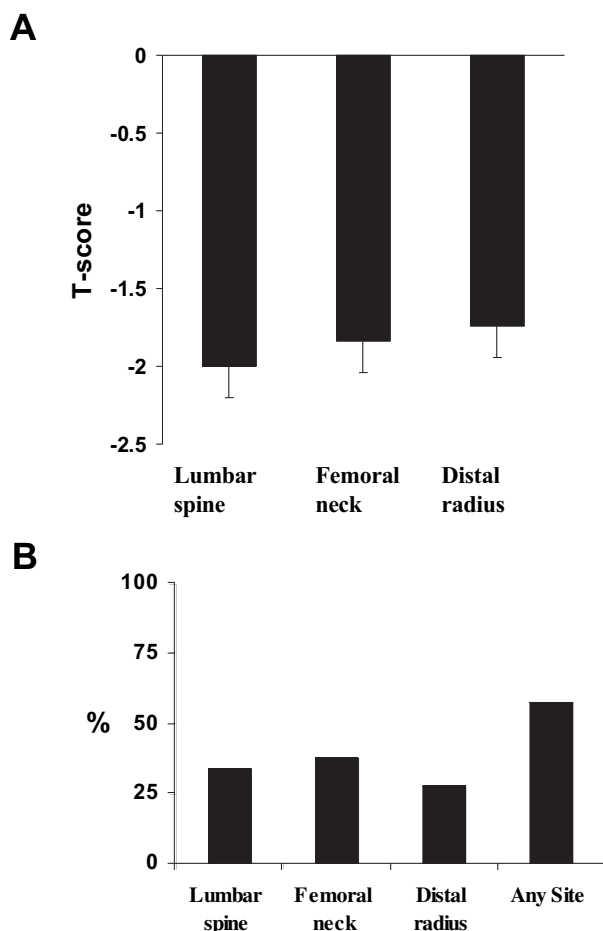 A
0
-0.5
-1
-1.5
-2
-2.5
T-score
Lumbar spine
Femoral neck
Distal radius
B
100
75
50
25
0
%
Lumbar spine
Femoral neck
Distal radius
Any Site